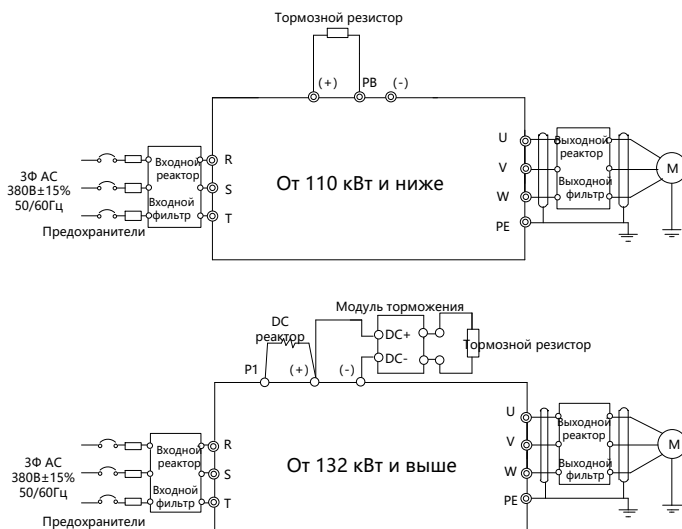 Тормозной резистор
(+)
PB
(-)
3Ф АС
380В±15%
50/60Гц
Предохранители
Входной
реактор
Входной
фильтр
R
S
T
От 110 кВт и ниже
U
V
W
PE
Выходной
реактор
Выходной
фильтр
M
Модуль торможения
DC
реактор
P1
(+)
(-)
DC+
DC-
Тормозной резистор
3Ф АС
380В±15%
50/60Гц
Предохранители
Входной
реактор
Входной
фильтр
R
S
T
От 132 кВт и выше
U
V
W
PE
Выходной
реактор
Выходной
фильтр
M